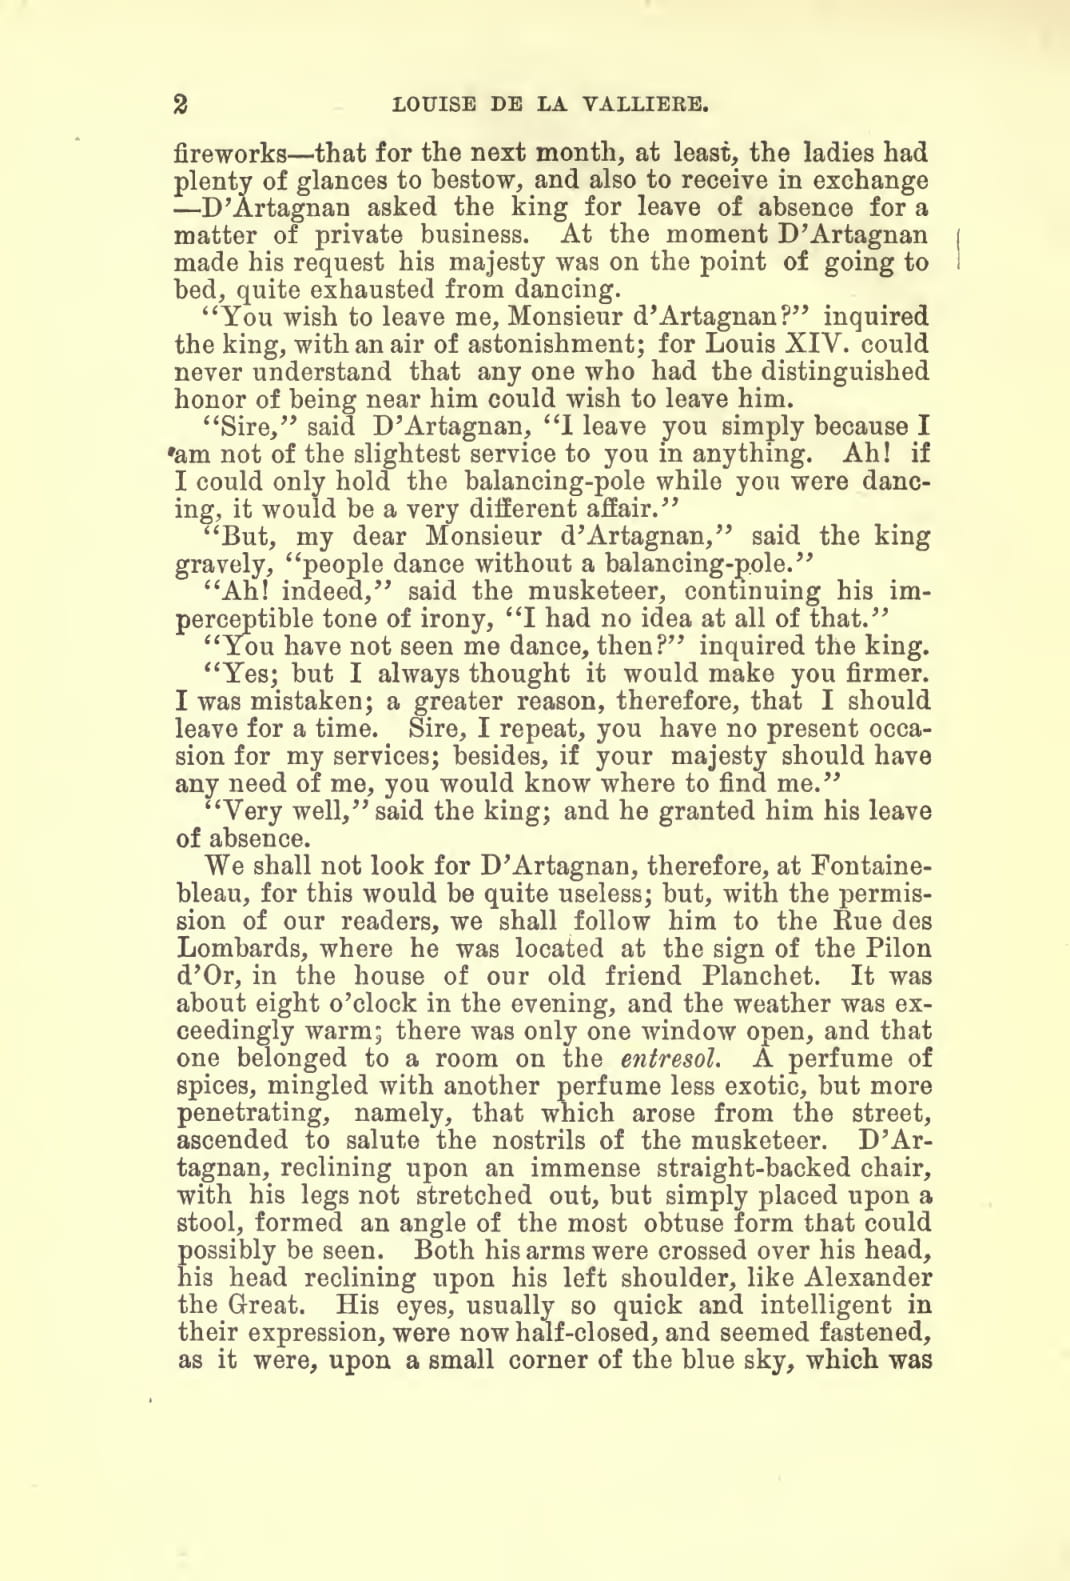 2 LOUISE DE LA VALLIERE.
fireworks—that for the next month, at least, the ladies had
plenty of glances to bestow, and also to receive in exchange
—D’Artagnan asked the king for leave of absence for a
matter of private business. At the moment D’Artagnan
made his request his majesty was on the point of going to
bed, quite exhausted from dancing.
“You wish to leave me, Monsieur d’Artagnan?” inquired
the king, with an air of astonishment; for Louis XIV. could
never understand that any one who had the distinguished
honor of being near him could wish to leave him.
“Sire,” said D’Artagnan, “I leave you simply because I
am not of the slightest service to you in anything. Ah! if
I could only hold the balancing-pole while you were danc-
ing, it would be a very different affair.”
“But, my dear Monsieur d’Artagnan,” said the king
gravely, “people dance without a balancing-pole.”
“Ah! indeed,” said the musketeer, continuing his im-
perceptible tone of irony, “I had no idea at all of that.”
“You have not seen me dance, then?” inquired the king.
“Yes; but I always thought it would make you firmer.
I was mistaken; a greater reason, therefore, that I should
leave for a time. Sire, I repeat, you have no present occa-
sion for my services; besides, if your majesty should have
any need of me, you would know where to find me.”
“Very well,” said the king; and he granted him his leave
of absence.
We shall not look for D’Artagnan, therefore, at Fontaine-
bleau, for this would be quite useless; but, with the permis-
sion of our readers, we shall follow him to the Rue des
Lombards, where he was located at the sign of the Pilon
d’Or, in the house of our old friend Planchet. It was
about eight o’clock in the evening, and the weather was ex-
ceedingly warm; there was only one window open, and that
one belonged to a room on the entresol. A perfume of
spices, mingled with another perfume less exotic, but more
penetrating, namely, that which arose from the street,
ascended to salute the nostrils of the musketeer. D’Ar-
tagnan, reclining upon an immense straight-backed chair,
with his legs not stretched out, but simply placed upon a
stool, formed an angle of the most obtuse form that could
possibly be seen. Both his arms were crossed over his head,
his head reclining upon his left shoulder, like Alexander
the Great. His eyes, usually so quick and intelligent in
their expression, were now half-closed, and seemed fastened,
as it were, upon a small corner of the blue sky, which was